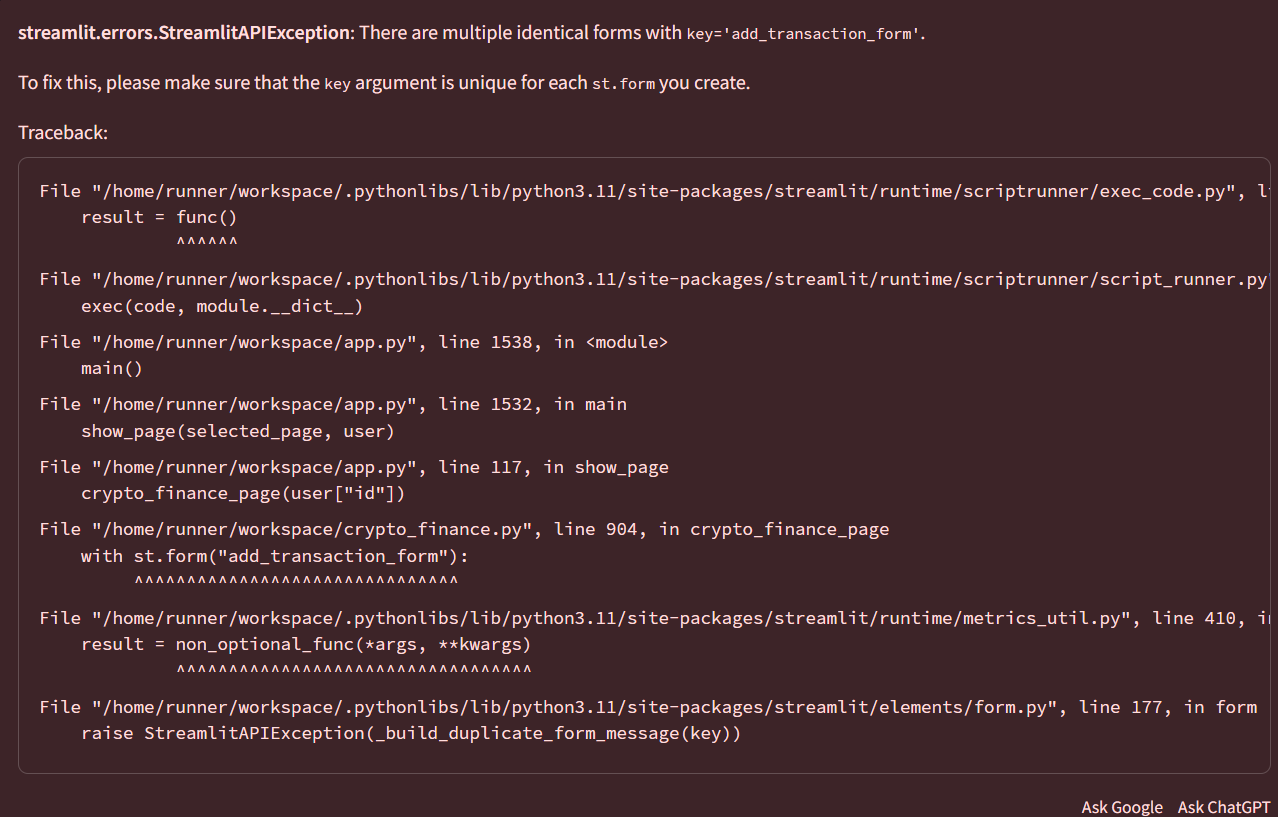 streamlit.errors.StreamlitAPIException: There are multiple identical forms with key='add_transaction_form'.
To fix this, please make sure that the key argument is unique for each st.form you create.
Traceback:
File "/home/runner/workspace/.pythonlibs/lib/python3.11/site-packages/streamlit/runtime/scriptrunner/exec_code.py", l
result = func()
^^^^^^
File "/home/runner/workspace/.pythonlibs/lib/python3.11/site-packages/streamlit/runtime/scriptrunner/script_runner.py"
exec(code, module.__dict__)
File "/home/runner/workspace/app.py", line 1538, in <module>
main()
File "/home/runner/workspace/app.py", line 1532, in main
show_page(selected_page, user)
File "/home/runner/workspace/app.py", line 117, in show_page
crypto_finance_page(user["id"])
File "/home/runner/workspace/crypto_finance.py", line 904, in crypto_finance_page
with st.form("add_transaction_form"):
^^^^^^^^^^^^^^^^^^^^^^^^^^^^^^^
File "/home/runner/workspace/.pythonlibs/lib/python3.11/site-packages/streamlit/runtime/metrics_util.py", line 410, i
result = non_optional_func(*args, **kwargs)
^^^^^^^^^^^^^^^^^^^^^^^^^^^^^^^^^^
File "/home/runner/workspace/.pythonlibs/lib/python3.11/site-packages/streamlit/elements/form.py", line 177, in form
raise StreamlitAPIException(_build_duplicate_form_message(key))
Ask Google Ask ChatGPT